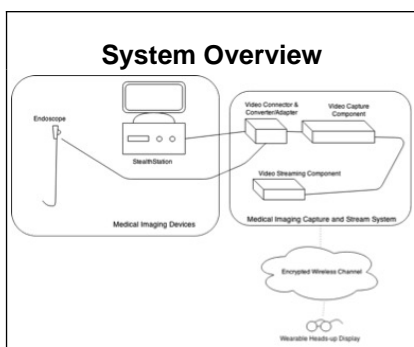 System Overview
Endoscope
StealthStation
Medical Imaging Devices
Video Connector &
Converter/Adapter
Video Capture
Component
Video Streaming Component
Medical Imaging Capture and Stream System
Encrypted Wireless Channel
Wearable Heads-up Display